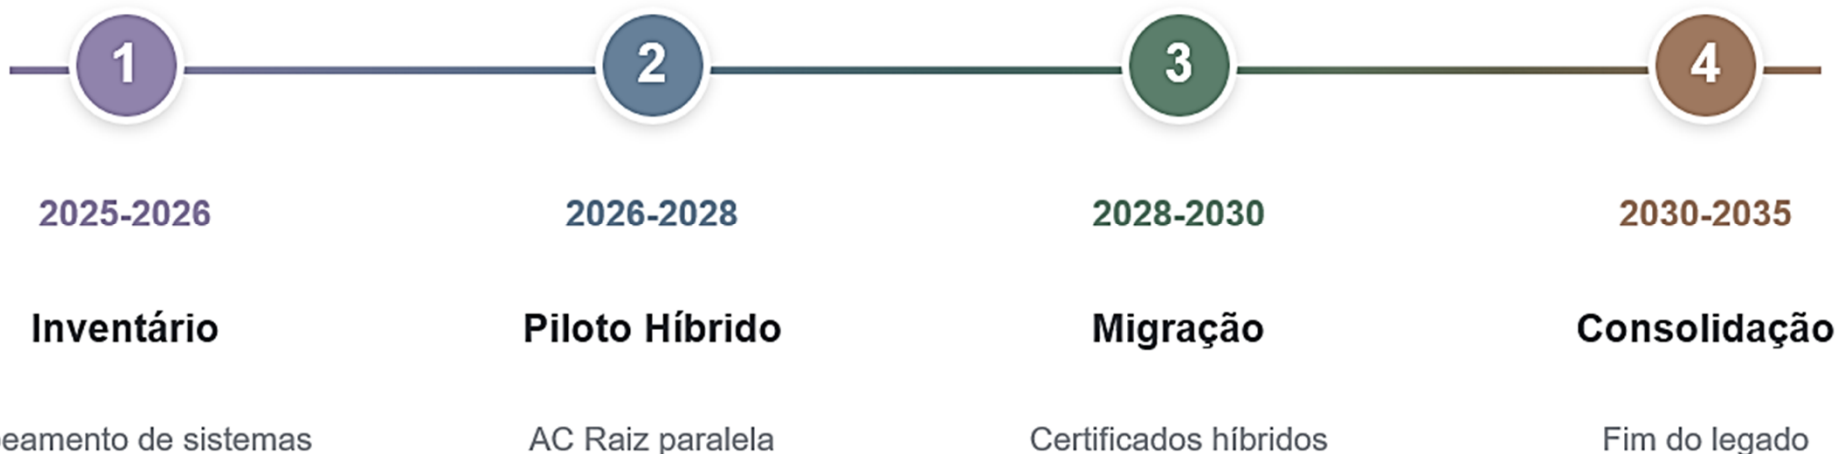 1 2 3 4
2025-2026 2026-2028 2028-2030 2030-2035
Inventário Piloto Híbrido Migração Consolidação
de sistemas AC Raiz paralela Certificados híbridos Fim do legado